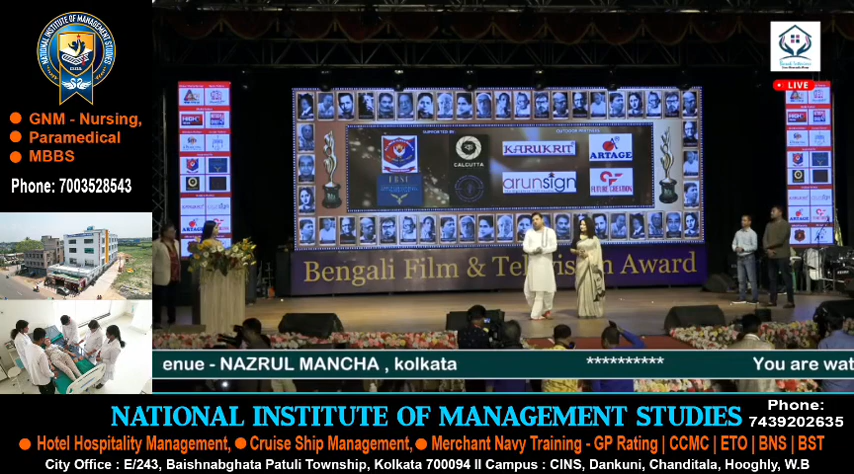 NATIONAL INSTITUTE OF MANAGEMENT STUDIES
GNM - Nursing,
Paramedical
MBBS
Phone: 7003528543
LIVE
SUPPORTED BY
CALCUTTA
KARUKRIT
ARTAGE
arunsign
FUTURE CREATION
ARTAGE
Bengali Film & Television Award
enue - NAZRUL MANCHA , kolkata
**********
You are wat
NATIONAL INSTITUTE OF MANAGEMENT STUDIES
Phone:
7439202635
Hotel Hospitality Management, Cruise Ship Management, Merchant Navy Training - GP Rating | CCMC | ETO | BNS | BST
City Office : E/243, Baishnabghata Patuli Township, Kolkata 700094 II Campus : CINS, Dankuni, Chanditala, Hooghly, W.B